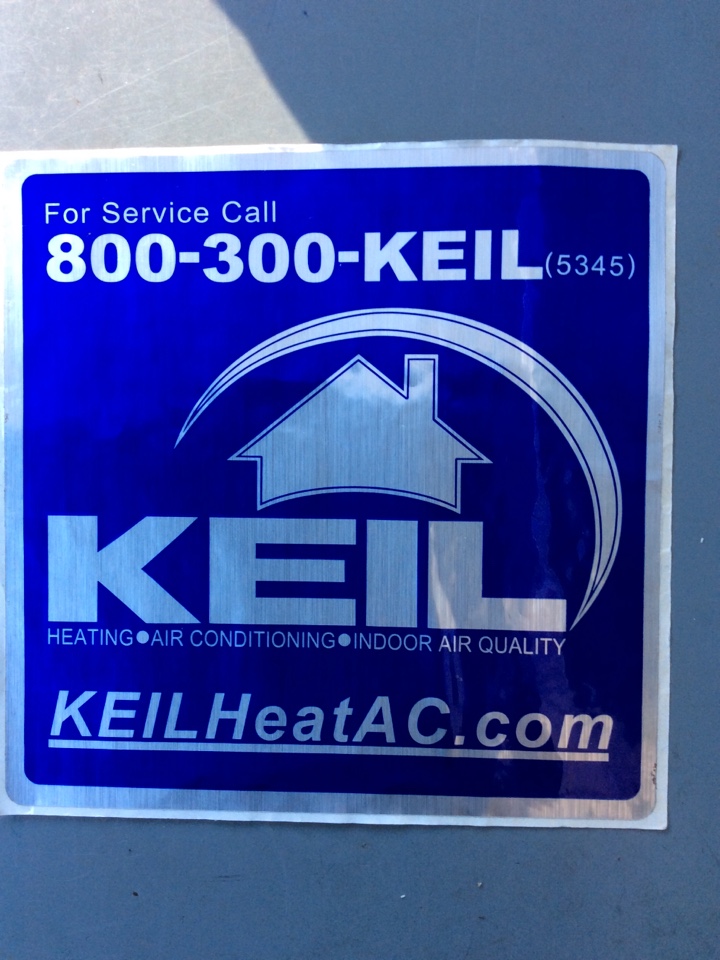 For Service Call
800-300-KEIL(5345)
KEIL
HEATING●AIR CONDITIONING●INDOOR AIR QUALITY
KEILHeatAC.com